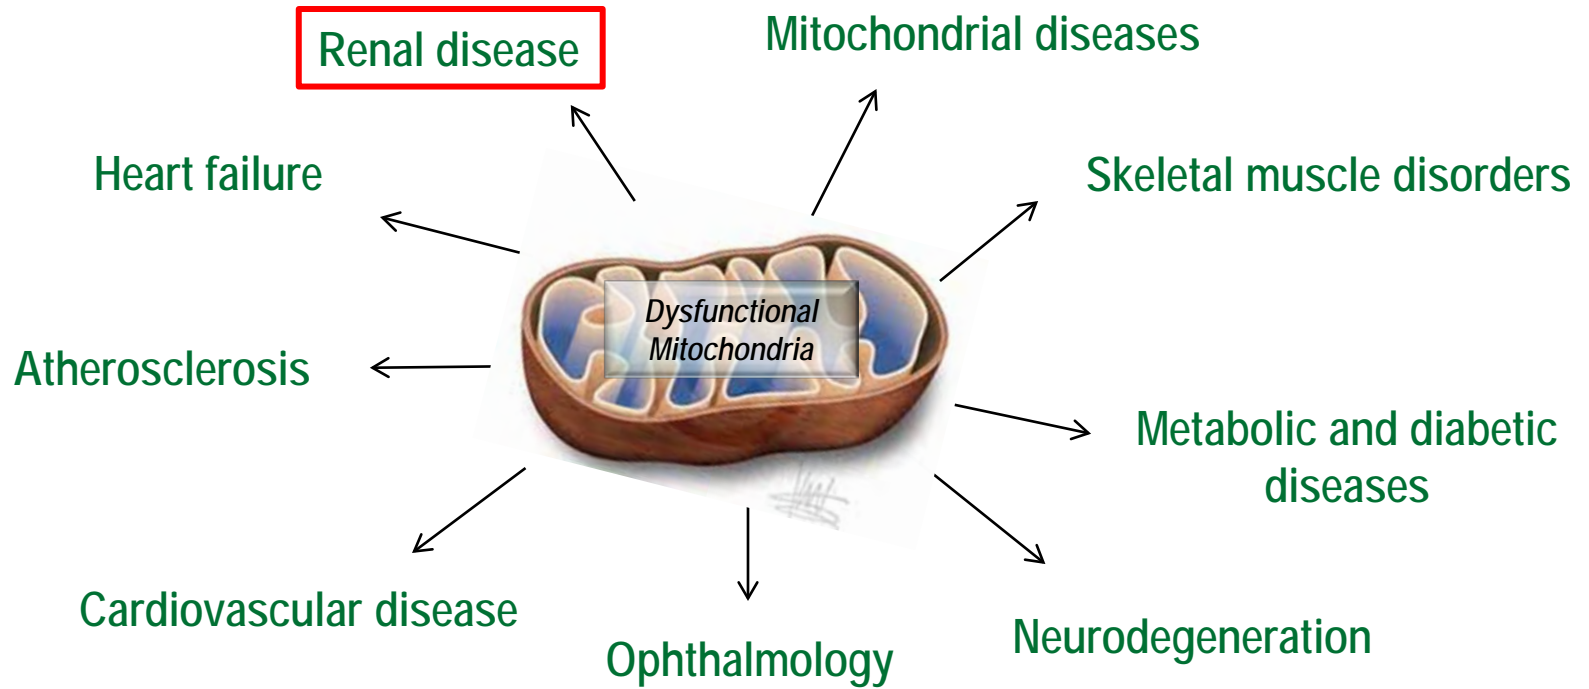 Renal disease
Mitochondrial diseases
Heart failure
Skeletal muscle disorders
Dysfunctional
Mitochondria
Atherosclerosis
Metabolic and diabetic
diseases
Cardiovascular disease
Ophthalmology
Neurodegeneration